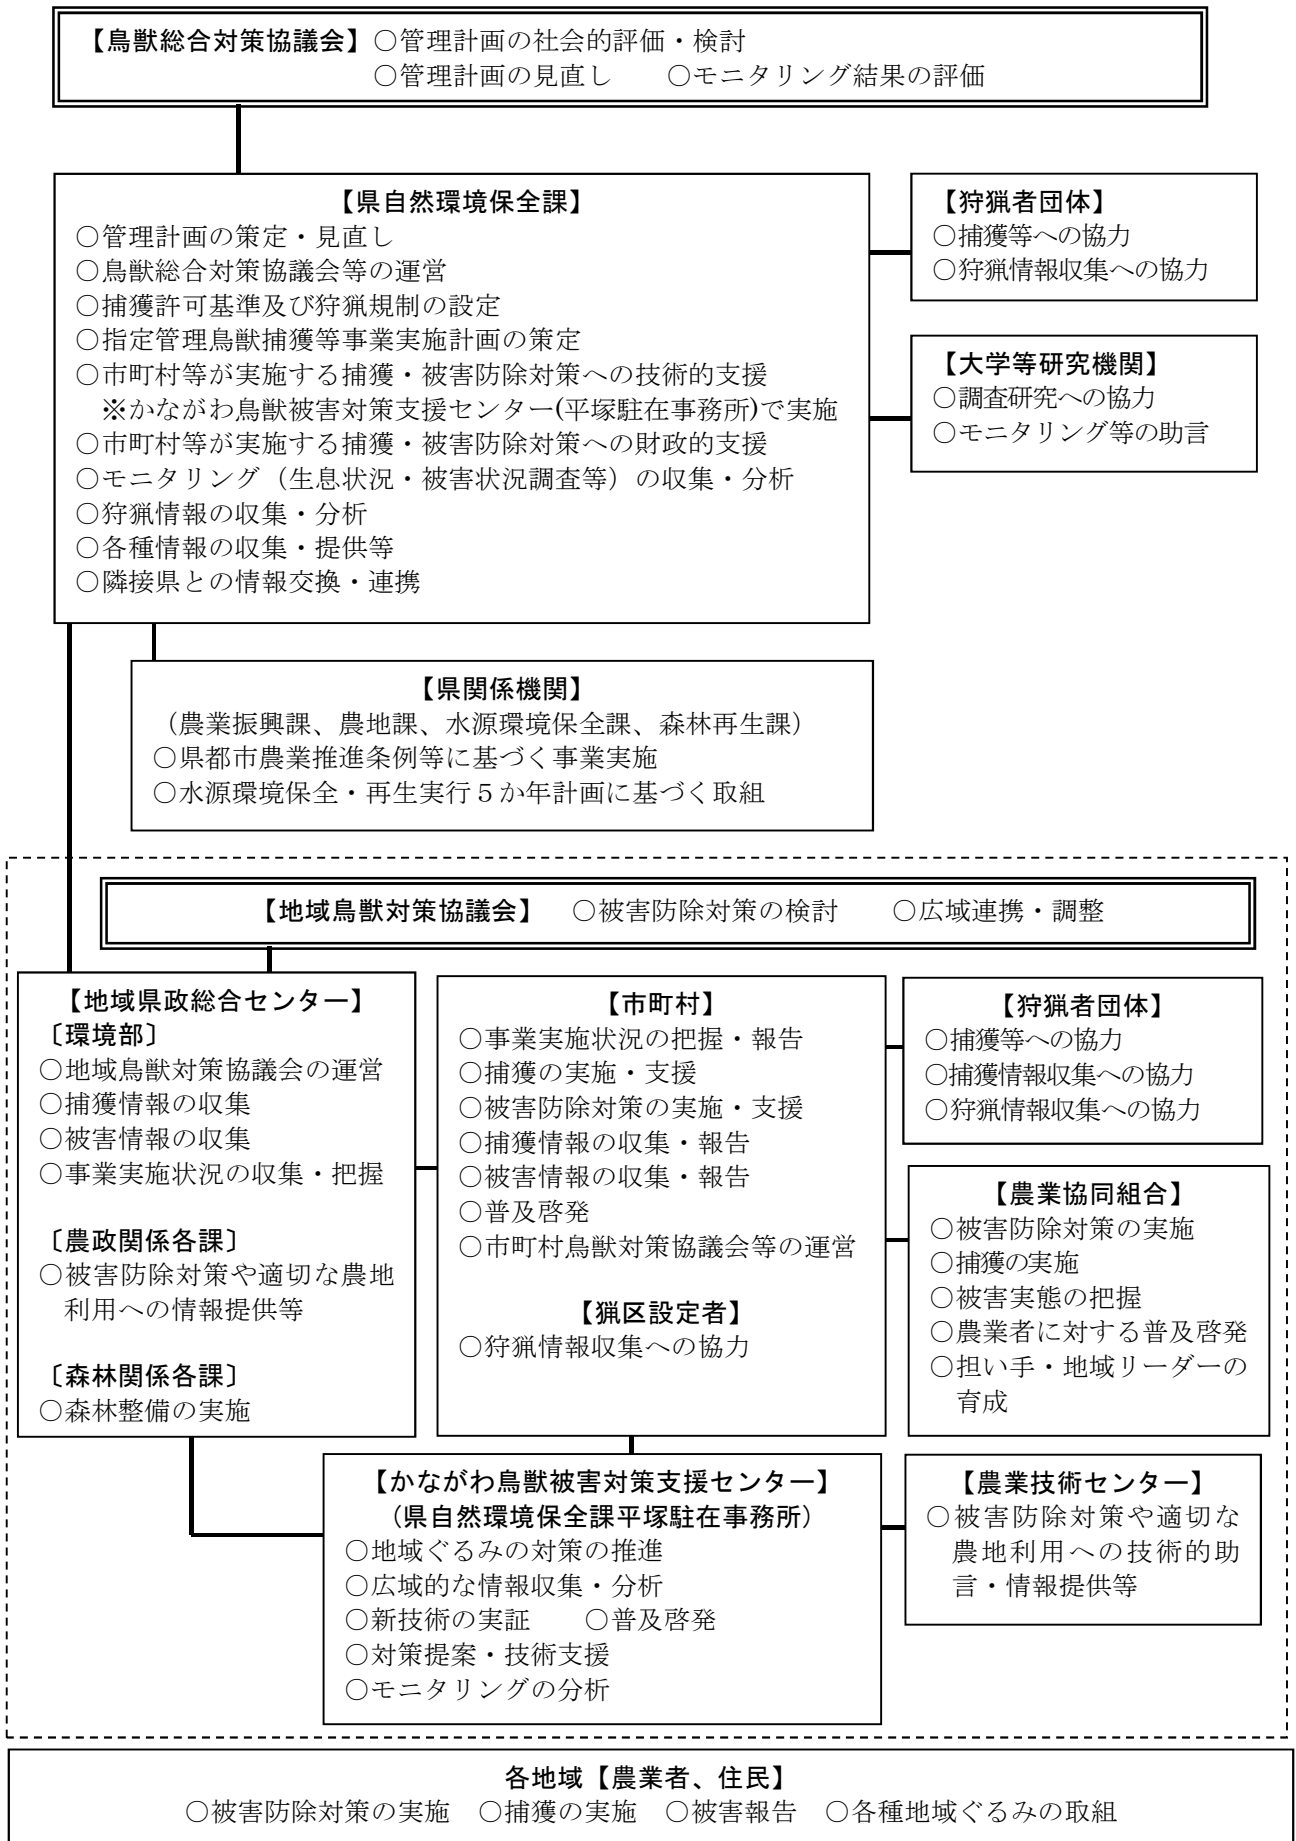 【鳥獣総合対策協議会】○管理計画の社会的評価・検討
○管理計画の見直し　　○モニタリング結果の評価
【県自然環境保全課】
○管理計画の策定・見直し
○鳥獣総合対策協議会等の運営
○捕獲許可基準及び狩猟規制の設定
○指定管理鳥獣捕獲等事業実施計画の策定
○市町村等が実施する捕獲・被害防除対策への技術的支援
※かながわ鳥獣被害対策支援センター(平塚駐在事務所)で実施
○市町村等が実施する捕獲・被害防除対策への財政的支援
○モニタリング（生息状況・被害状況調査等）の収集・分析
○狩猟情報の収集・分析
○各種情報の収集・提供等
○隣接県との情報交換・連携
【狩猟者団体】
○捕獲等への協力
○狩猟情報収集への協力
【大学等研究機関】
○調査研究への協力
○モニタリング等の助言
【県関係機関】
（農業振興課、農地課、水源環境保全課、森林再生課）
○県都市農業推進条例等に基づく事業実施
○水源環境保全・再生実行５か年計画に基づく取組
【地域鳥獣対策協議会】　○被害防除対策の検討　　○広域連携・調整
【地域県政総合センター】
〔環境部〕
○地域鳥獣対策協議会の運営
○捕獲情報の収集
○被害情報の収集
○事業実施状況の収集・把握
〔農政関係各課〕
○被害防除対策や適切な農地
利用への情報提供等
〔森林関係各課〕
○森林整備の実施
【市町村】
○事業実施状況の把握・報告
○捕獲の実施・支援
○被害防除対策の実施・支援
○捕獲情報の収集・報告
○被害情報の収集・報告
○普及啓発
○市町村鳥獣対策協議会等の運営
【猟区設定者】
○狩猟情報収集への協力
【狩猟者団体】
○捕獲等への協力
○捕獲情報収集への協力
○狩猟情報収集への協力
【農業協同組合】
○被害防除対策の実施
○捕獲の実施
○被害実態の把握
○農業者に対する普及啓発
○担い手・地域リーダーの
育成
【かながわ鳥獣被害対策支援センター】
（県自然環境保全課平塚駐在事務所）
○地域ぐるみの対策の推進
○広域的な情報収集・分析
○新技術の実証　　○普及啓発
○対策提案・技術支援
○モニタリングの分析
【農業技術センター】
○被害防除対策や適切な
農地利用への技術的助
言・情報提供等
各地域【農業者、住民】
○被害防除対策の実施　○捕獲の実施　○被害報告　○各種地域ぐるみの取組